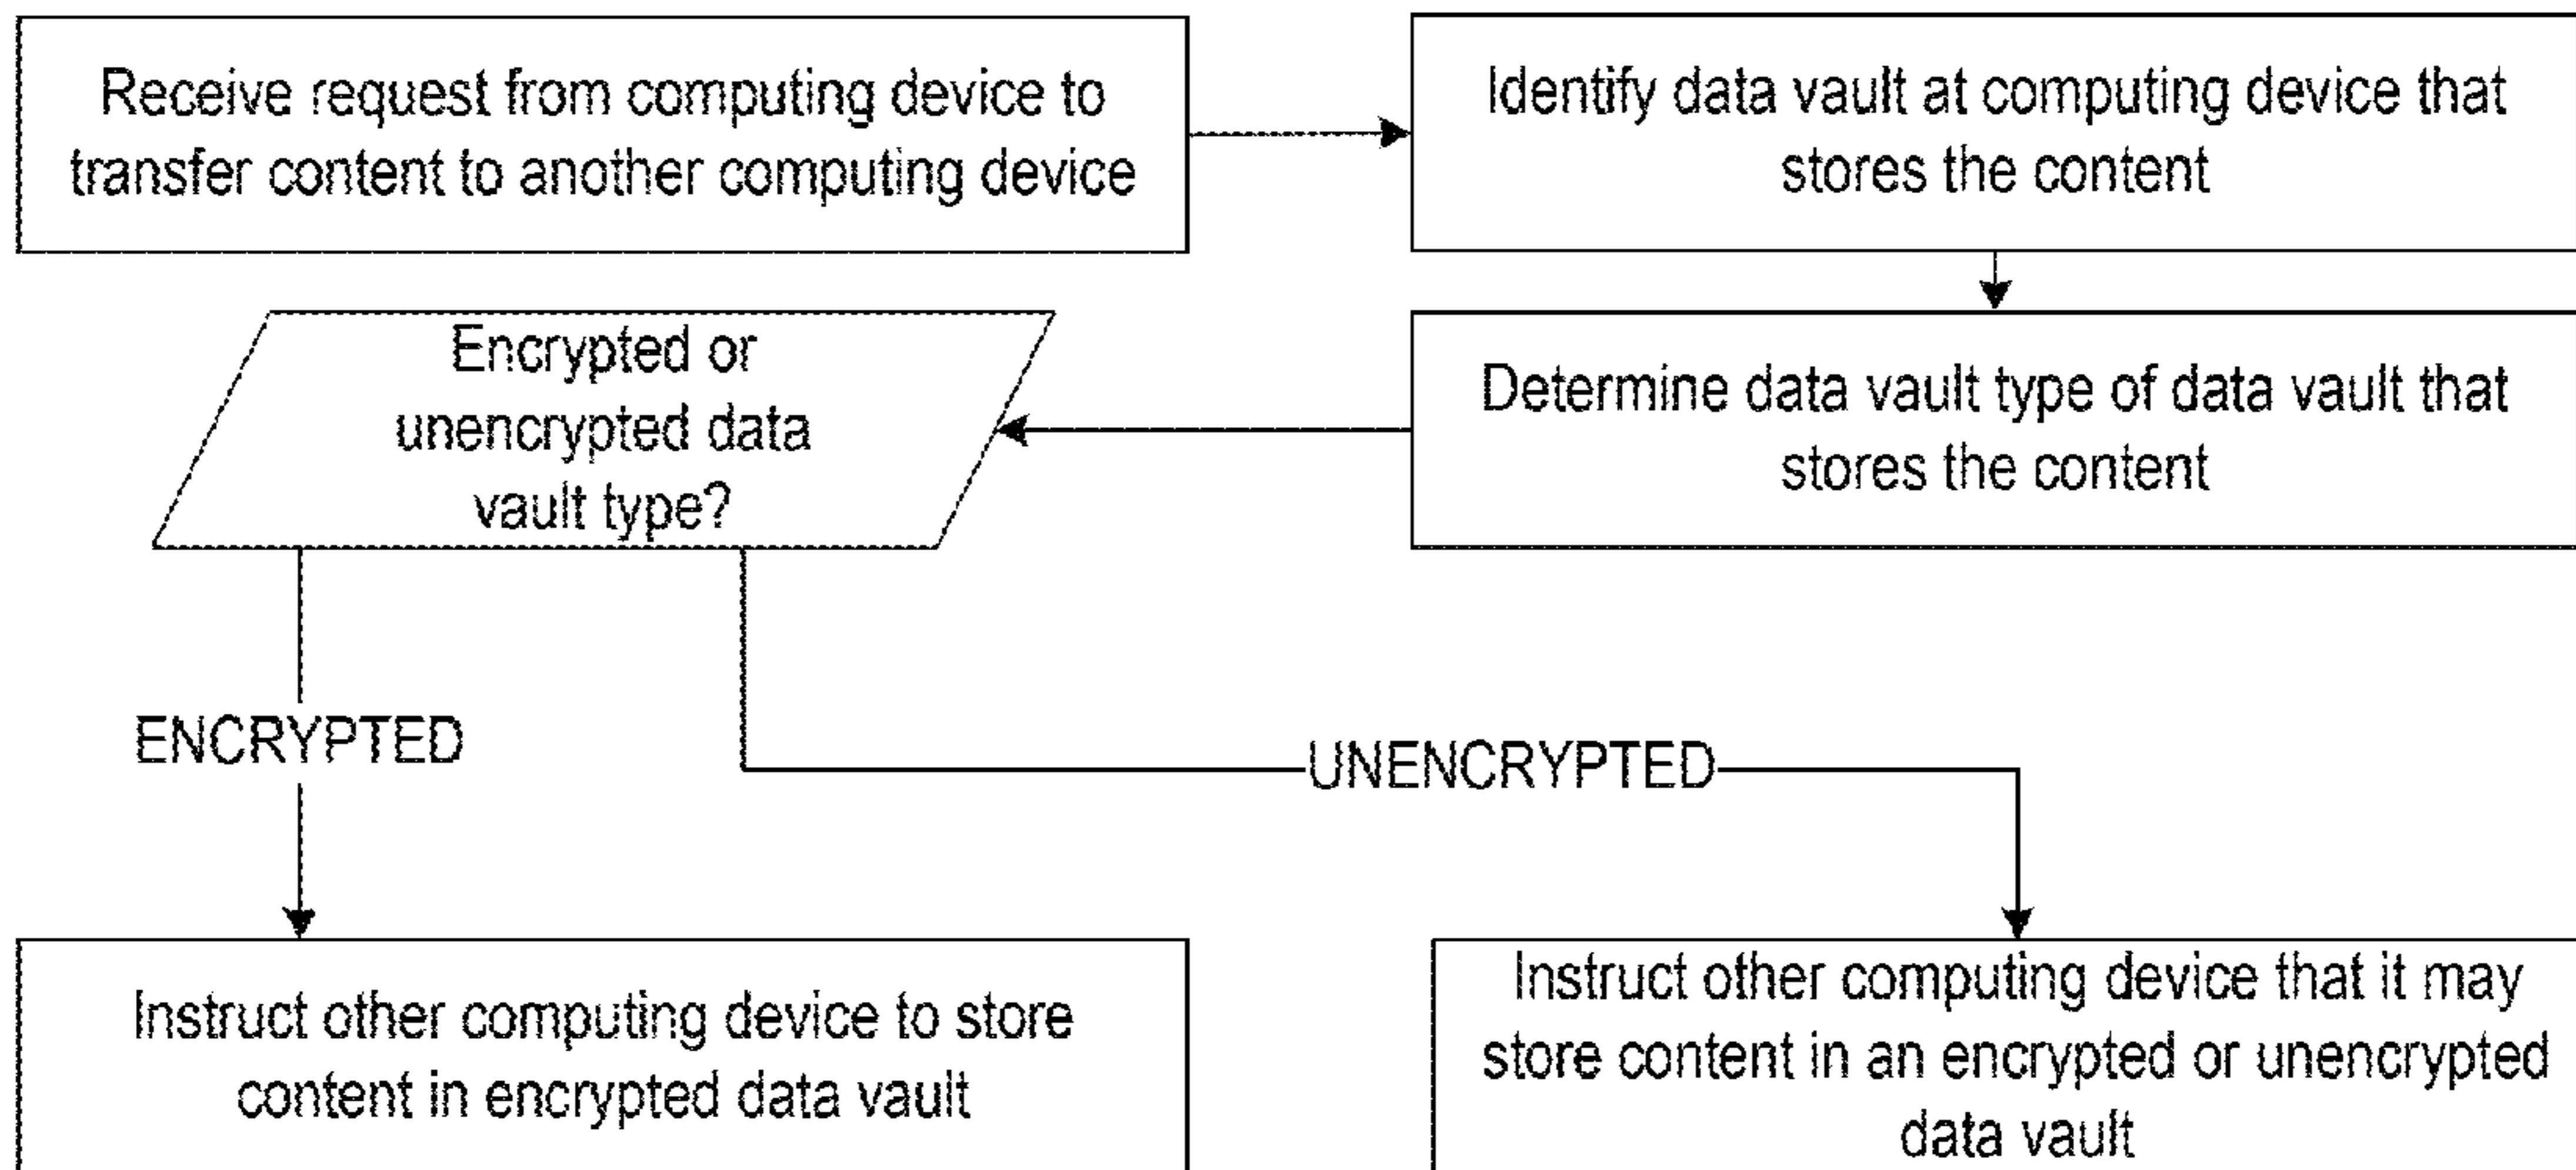 Receive request from computing device to
transfer content to another computing device
Identify data vault at computing device that
stores the content
Determine data vault type of data vault that
stores the content
Encrypted or
unencrypted data
vault type?
ENCRYPTED
UNENCRYPTED
Instruct other computing device to store
content in encrypted data vault
Instruct other computing device that it may
store content in an encrypted or unencrypted
data vault